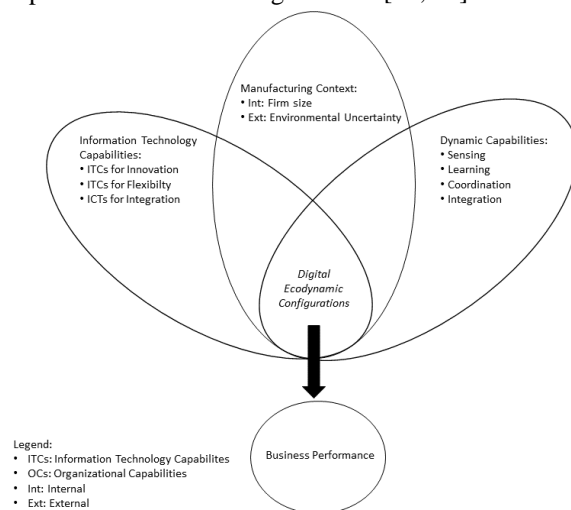 Manufacturing Context:
• Int: Firm size
• Ext: Environmental Uncertainty
Information Technology
Capabilities:
• ITCs for Innovation
• ITCs for Flexibilty
• ICTs for Integration
Dynamic Capabilities:
• Sensing
• Learning
• Coordination
• Integration
Digital
Ecodynamic
Configurations
Business Performance
Legend:
• ITCs: Information Technology Capabilites
• OCs: Organizational Capabilities
• Int: Internal
• Ext: External